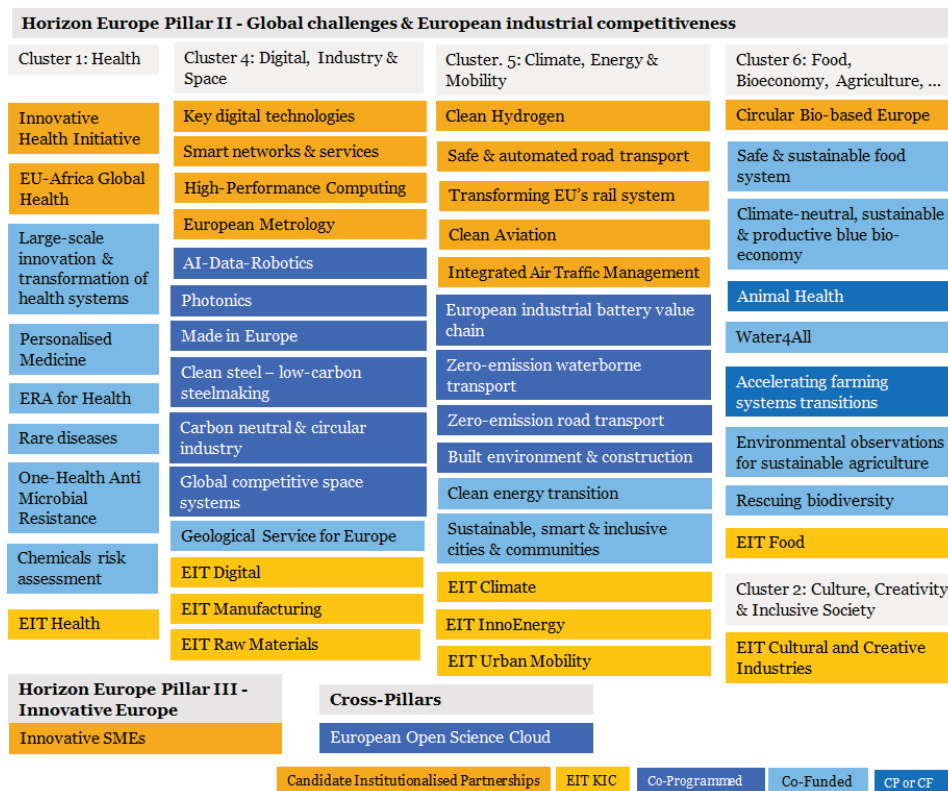 Horizon Europe Pillar II - Global challenges & European industrial competitiveness
Cluster 1: Health
Innovative
Health Initiative
EU-Africa Global
Health
Large-scale
innovation &
transformation of
health systems
Personalised
Medicine
ERA for Health
Rare diseases
One-Health Anti
Microbial
Resistance
Chemicals risk
assessment
EIT Health
Cluster 4: Digital, Industry &
Space
Key digital technologies
Smart networks & services
High-Performance Computing
European Metrology
AI-Data-Robotics
Photonics
Made in Europe
Clean steel – low-carbon
steelmaking
Carbon neutral & circular
industry
Global competitive space
systems
Geological Service for Europe
EIT Digital
EIT Manufacturing
EIT Raw Materials
Cluster. 5: Climate, Energy &
Mobility
Clean Hydrogen
Safe & automated road transport
Transforming EU's rail system
Clean Aviation
Integrated Air Traffic Management
European industrial battery value
chain
Zero-emission waterborne
transport
Zero-emission road transport
Built environment & construction
Clean energy transition
Sustainable, smart & inclusive
cities & communities
EIT Climate
EIT InnoEnergy
EIT Urban Mobility
Cluster 6: Food,
Bioeconomy, Agriculture, ...
Circular Bio-based Europe
Safe & sustainable food
system
Climate-neutral, sustainable
& productive blue bio-
economy
Animal Health
Water4All
Accelerating farming
systems transitions
Environmental observations
for sustainable agriculture
Rescuing biodiversity
EIT Food
Cluster 2: Culture, Creativity
& Inclusive Society
EIT Cultural and Creative
Industries
Horizon Europe Pillar III -
Innovative Europe
Innovative SMEs
Cross-Pillars
European Open Science Cloud
Candidate Institutionalised Partnerships
EIT KIC
Co-Programmed
Co-Funded
CP or CF